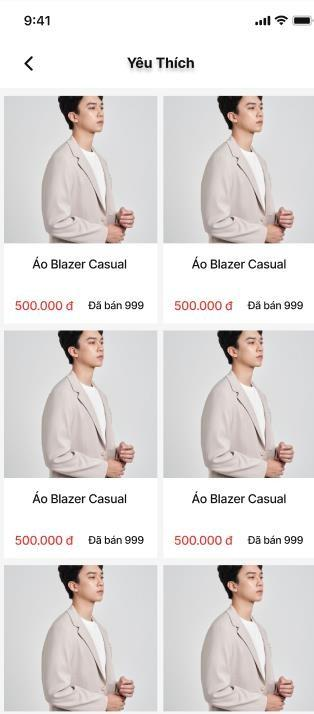 9:41
Yêu Thích
Áo Blazer Casual
Áo Blazer Casual
500.000 đ Đã bán 999
500.000 đ Đã bán 999
Áo Blazer Casual
Áo Blazer Casual
500.000 đ Đã bán 999
500.000 đ Đã bán 999